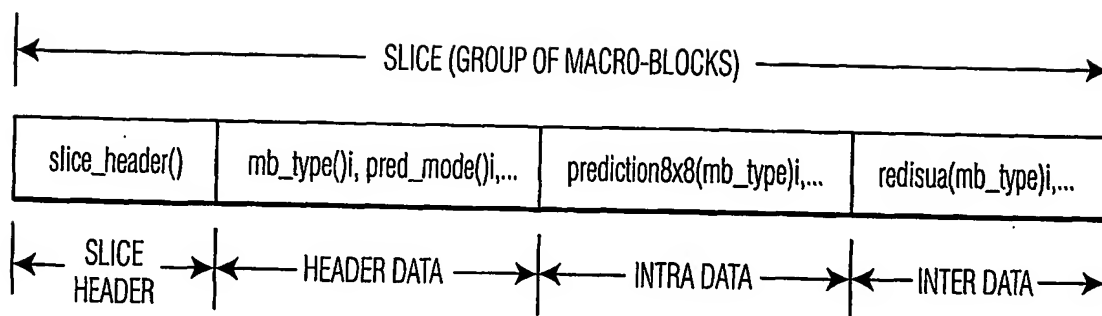 SLICE (GROUP OF MACRO-BLOCKS)
slice_header() mb_type()i, pred_mode()i,... prediction8x8(mb_type)i,... redisua(mb_type)i,...
SLICE HEADER
HEADER DATA
INTRA DATA
INTER DATA